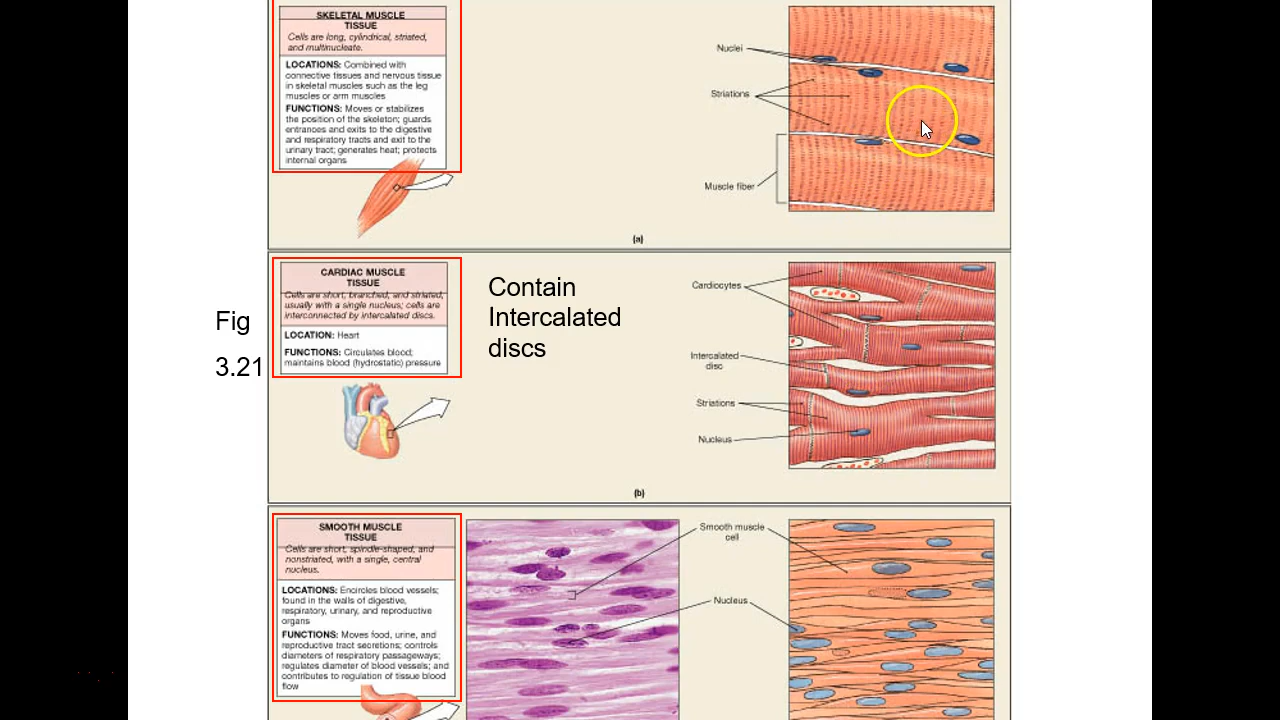 SKELETAL MUSCLE
TISSUE
Cells are long, cylindrical, striated,
and multinucleate.
LOCATIONS: Combined with
connective tissues and nervous tissue
in skeletal muscles such as the leg
muscles or arm muscles
FUNCTIONS: Moves or stabilizes
the position of the skeleton; guards
entrances and exits to the digestive
and respiratory tracts and exit to the
urinary tract; generates heat; protects
internal organs
Nuclei
Striations
Muscle fiber
(a)
Fig
3.21
CARDIAC MUSCLE
TISSUE
Cells are short, branched, and striated,
usually with a single nucleus; cells are
interconnected by intercalated discs.
LOCATION: Heart
FUNCTIONS: Circulates blood;
maintains blood (hydrostatic) pressure
Contain
Intercalated
discs
Cardiocytes
Intercalated
disc
Striations
Nucleus
(b)
SMOOTH MUSCLE
TISSUE
Cells are short, spindle-shaped, and
nonstriated, with a single, central
nucleus.
LOCATIONS: Encircles blood vessels;
found in the walls of digestive,
respiratory, urinary, and reproductive
organs
FUNCTIONS: Moves food, urine, and
reproductive tract secretions; controls
diameters of respiratory passageways;
regulates diameter of blood vessels; and
contributes to regulation of tissue blood
flow
Smooth muscle
cell
Nucleus